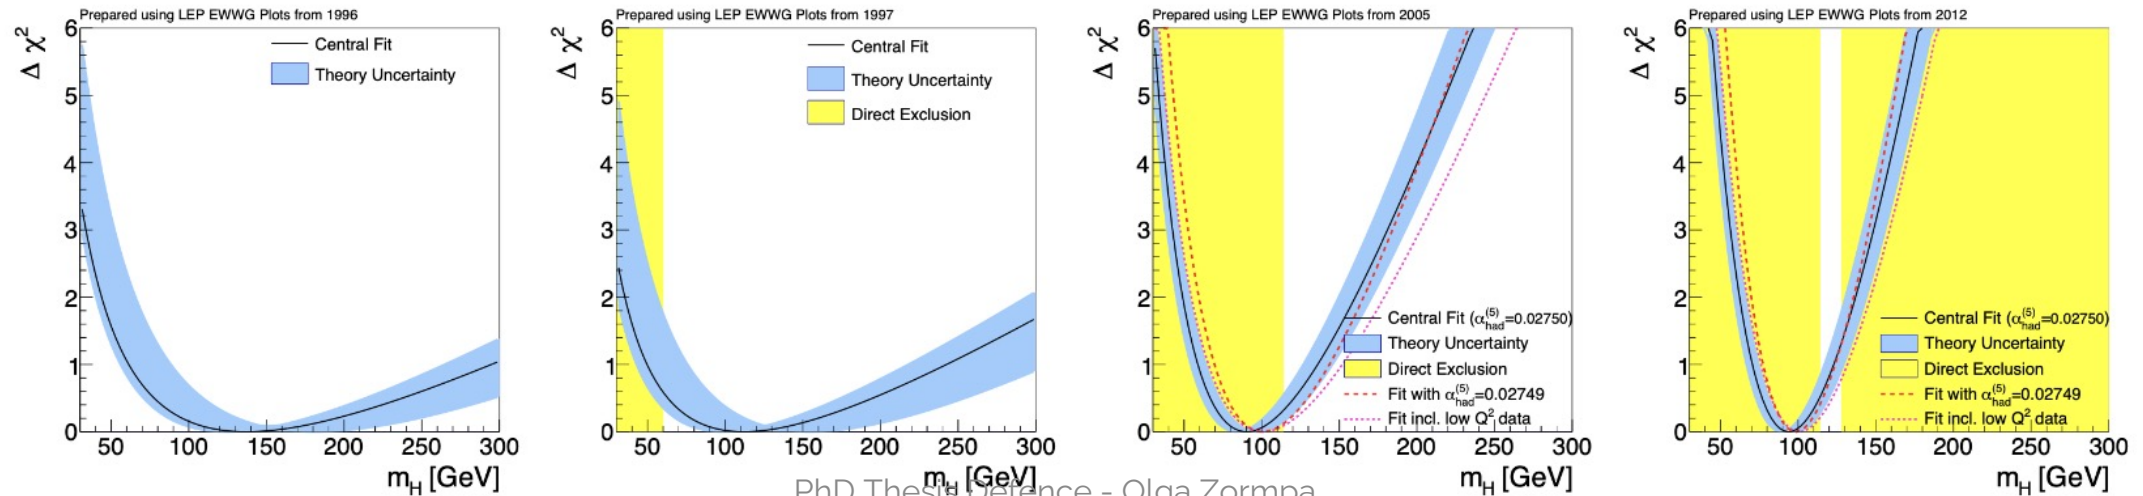 Prepared using LEP EWWG Plots from 1996
Δ χ²
6
5
4
3
2
1
0
50 100 150 200 250 300
m_H [GeV]
Central Fit
Theory Uncertainty
Prepared using LEP EWWG Plots from 1997
Δ χ²
6
5
4
3
2
1
0
50 100 150 200 250 300
m_H [GeV]
Central Fit
Theory Uncertainty
Direct Exclusion
Prepared using LEP EWWG Plots from 2005
Δ χ²
6
5
4
3
2
1
0
50 100 150 200 250 300
m_H [GeV]
Central Fit (α_had^(5)=0.02750)
Theory Uncertainty
Direct Exclusion
Fit with α_had^(5)=0.02749
Fit incl. low Q² data
Prepared using LEP EWWG Plots from 2012
Δ χ²
6
5
4
3
2
1
0
50 100 150 200 250 300
m_H [GeV]
Central Fit (α_had^(5)=0.02750)
Theory Uncertainty
Direct Exclusion
Fit with α_had^(5)=0.02749
Fit incl. low Q² data
PhD Thesis Defence - Olga Zormpa